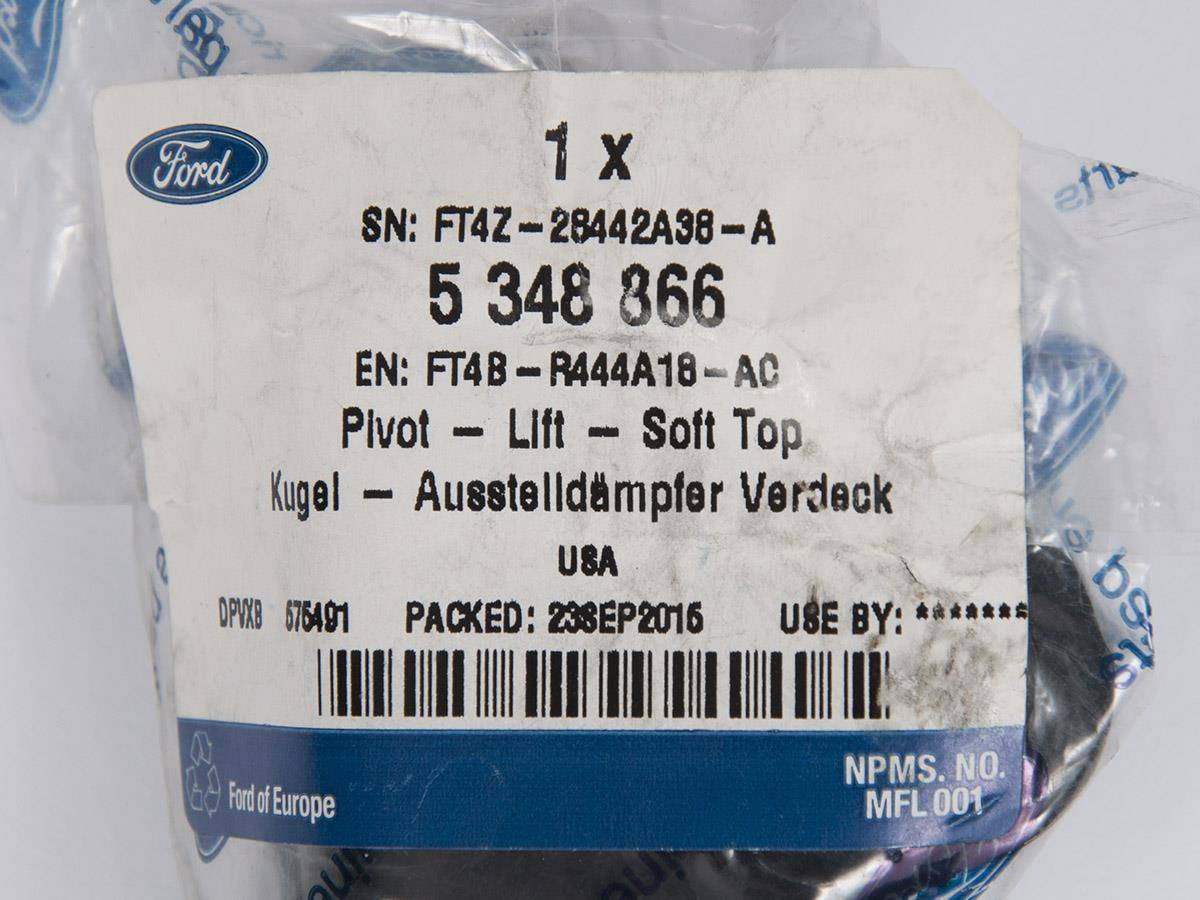 Ford
1 x
SN: FT4Z-28442A38-A
5 348 866
EN: FT4B-R444A18-AC
Pivot - Lift - Soft Top
Kugel - Ausstelldämpfer Verdeck
USA
DPVXB 575491 PACKED: 23SEP2015 USE BY: *******
Ford of Europe
NPMS. NO.
MFL 001